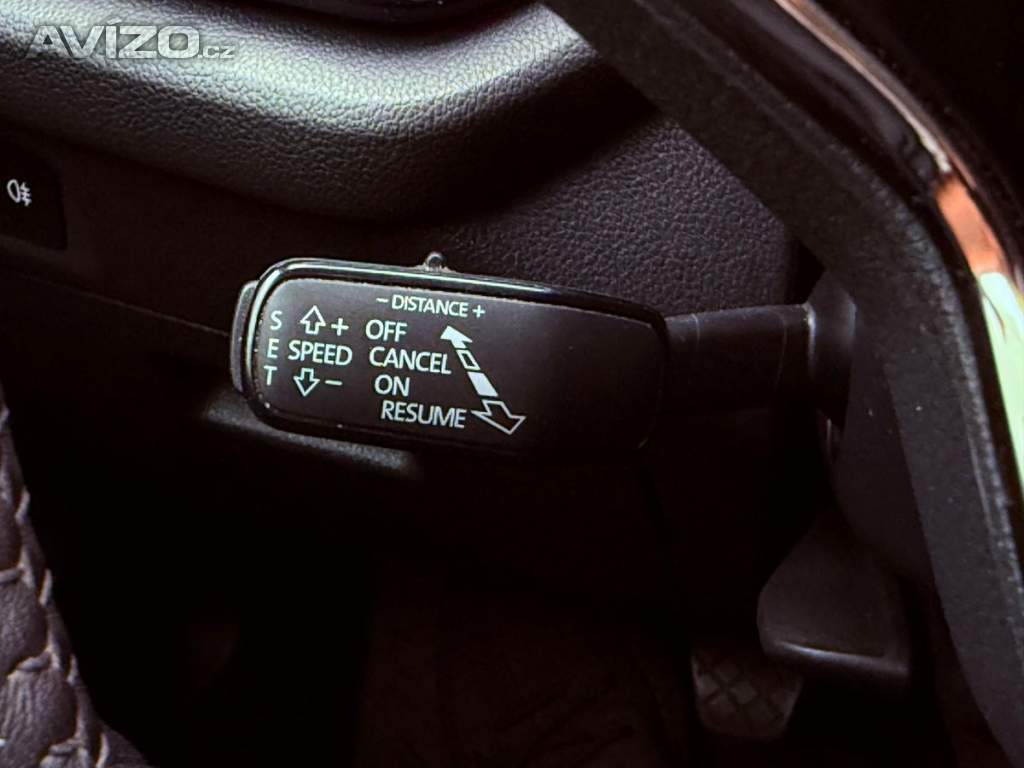 AVIZO.cz
− DISTANCE +
S + OFF
E SPEED CANCEL
T − ON
RESUME